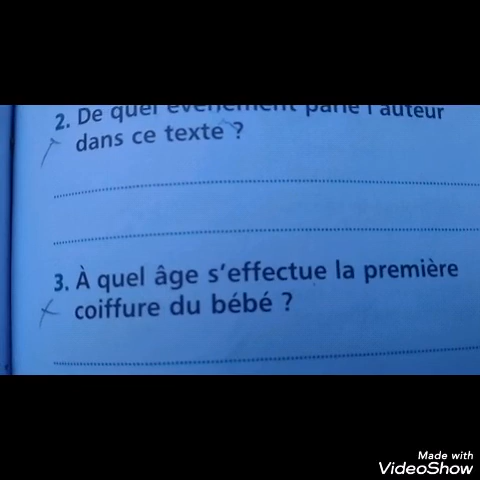 2. De quel événement parle l'auteur
dans ce texte ?
3. À quel âge s'effectue la première
coiffure du bébé ?
Made with
VideoShow